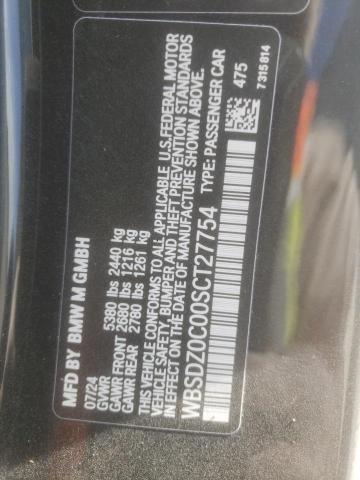 MFD BY BMW M GMBH
07/24
GVWR 5380 lbs 2440 kg
GAWR FRONT 2680 lbs 1216 kg
GAWR REAR 2780 lbs 1261 kg
THIS VEHICLE CONFORMS TO ALL APPLICABLE U.S.FEDERAL MOTOR
VEHICLE SAFETY, BUMPER AND THEFT PREVENTION STANDARDS
IN EFFECT ON THE DATE OF MANUFACTURE SHOWN ABOVE.
WBSDZ0C00SCT27754 TYPE: PASSENGER CAR
475
7 315 814